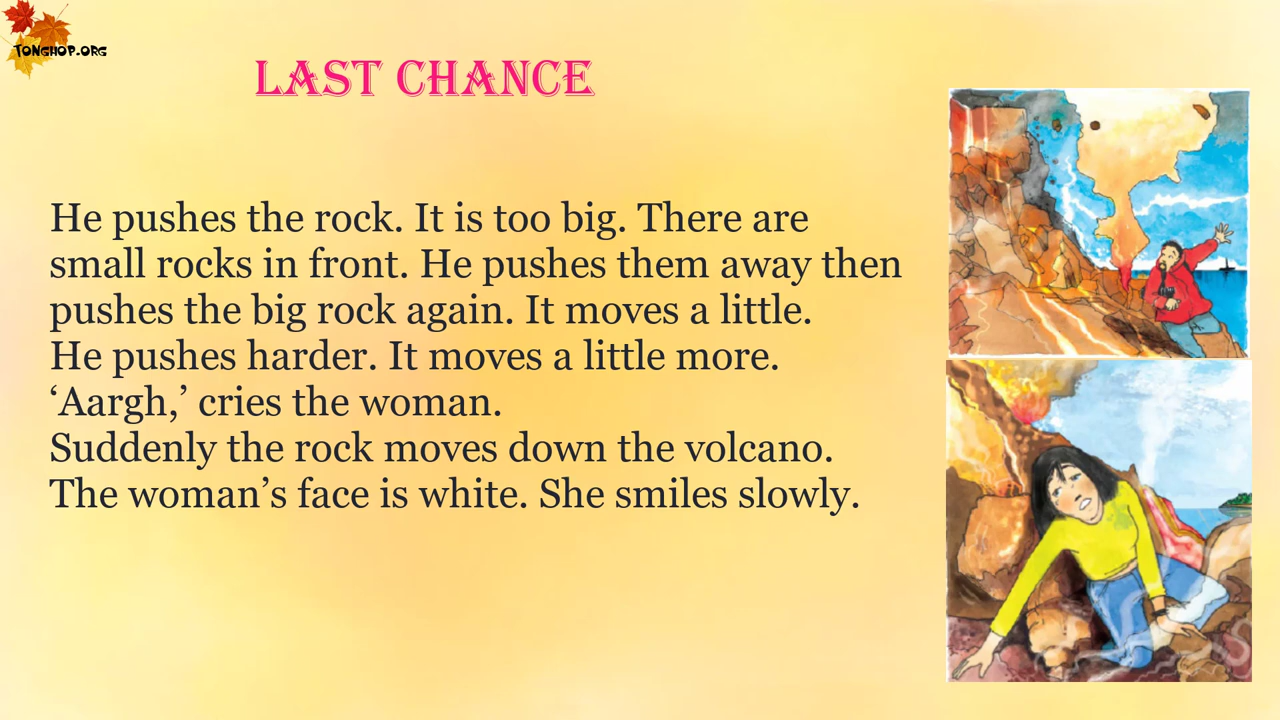 TONGHOP.ORG
LAST CHANCE
He pushes the rock. It is too big. There are
small rocks in front. He pushes them away then
pushes the big rock again. It moves a little.
He pushes harder. It moves a little more.
‘Aargh,’ cries the woman.
Suddenly the rock moves down the volcano.
The woman’s face is white. She smiles slowly.